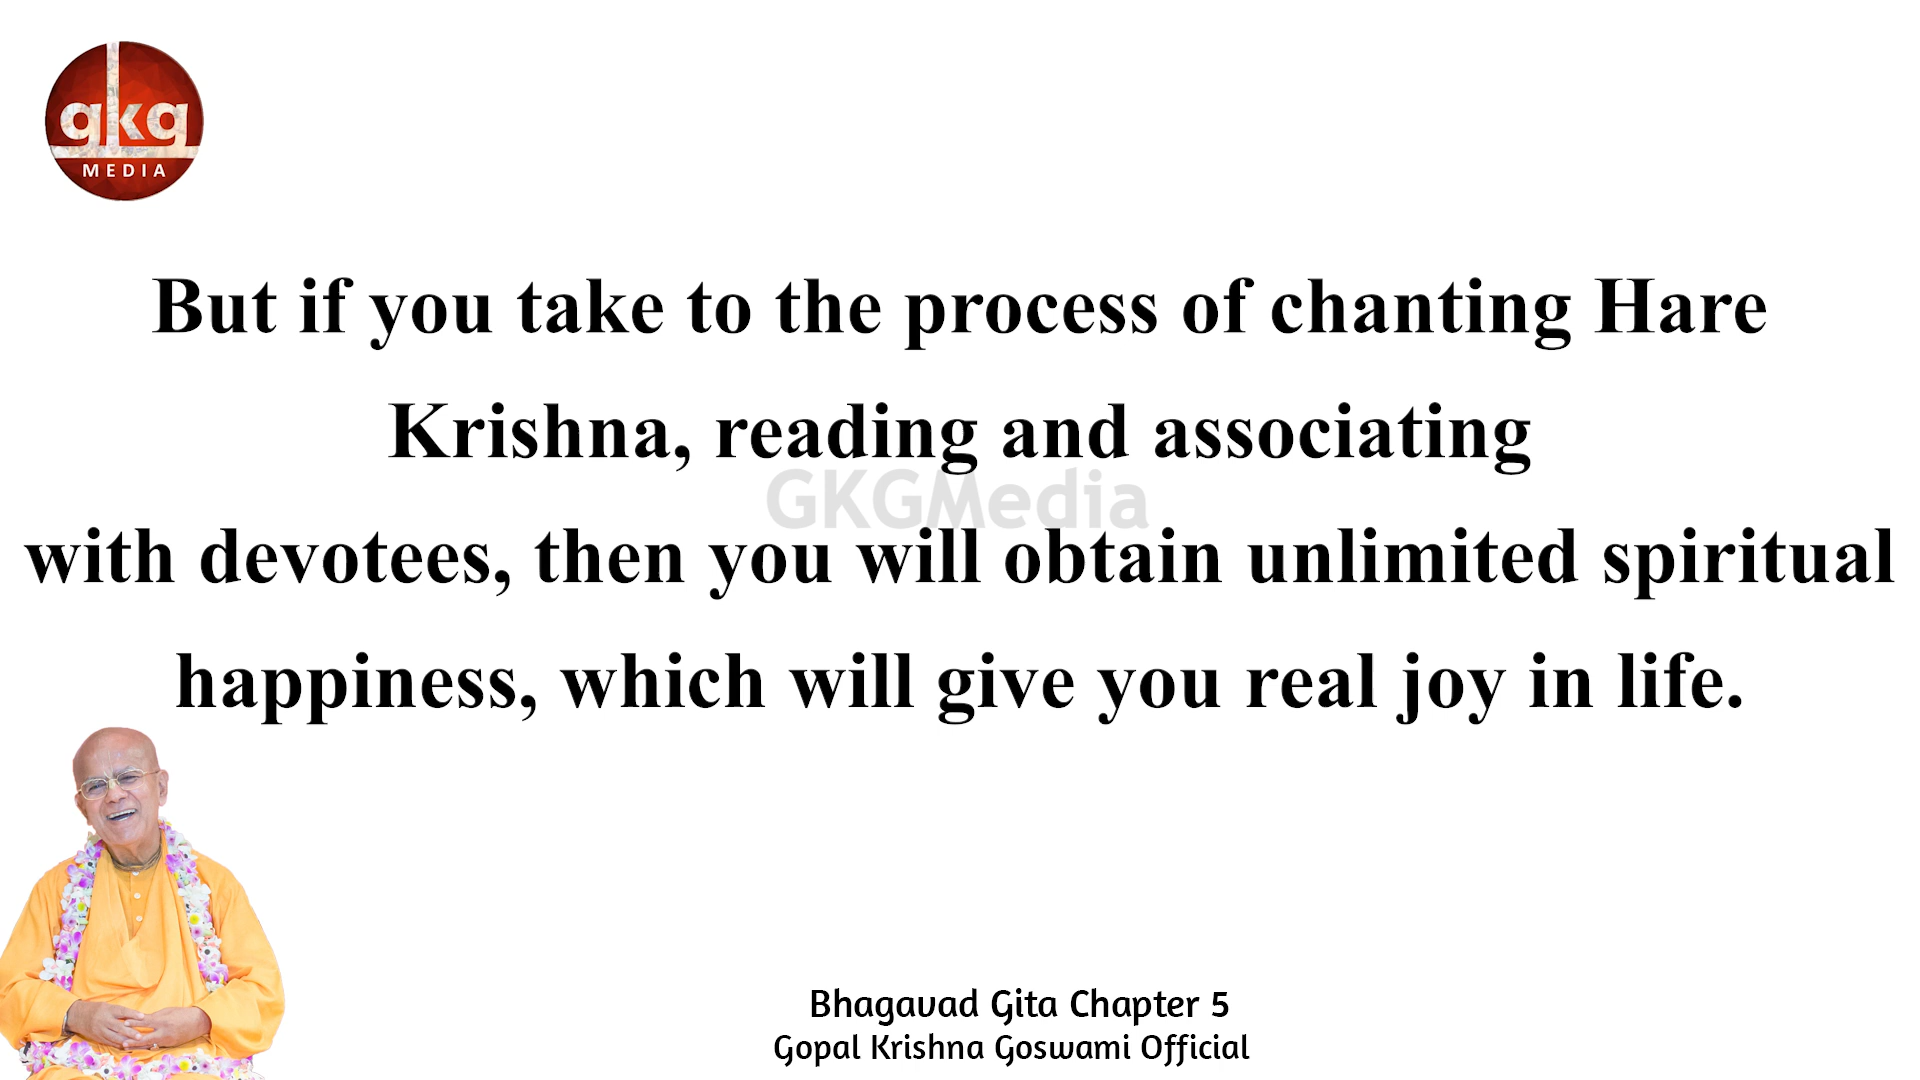 gkg
MEDIA
But if you take to the process of chanting Hare
Krishna, reading and associating
GKGMedia
with devotees, then you will obtain unlimited spiritual
happiness, which will give you real joy in life.
Bhagavad Gita Chapter 5
Gopal Krishna Goswami Official